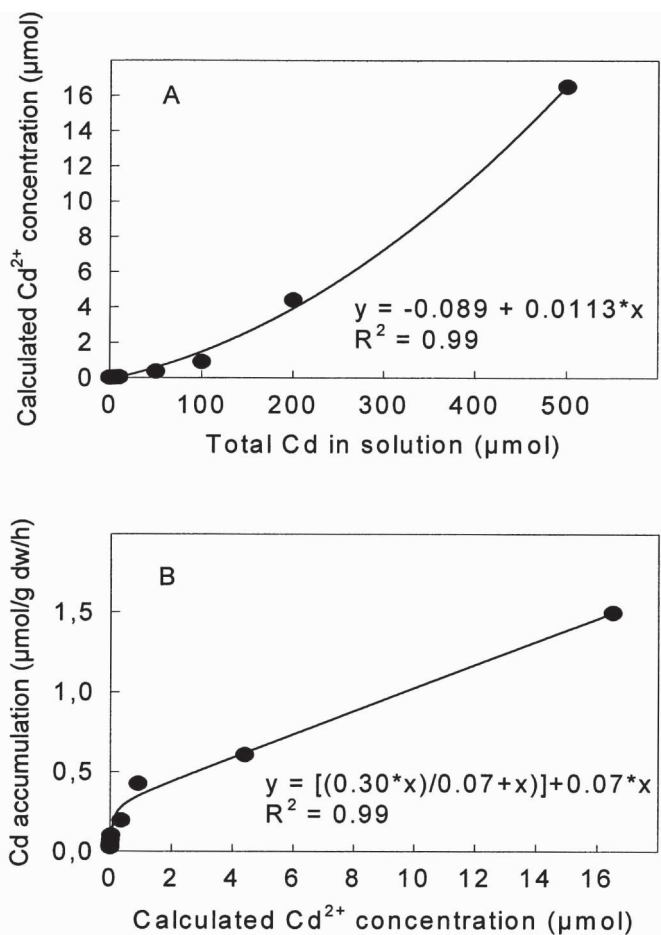 A
Calculated Cd²⁺ concentration (µmol)
16
14
12
10
8
6
4
2
0
y = -0.089 + 0.0113*x
R² = 0.99
0 100 200 300 400 500
Total Cd in solution (µmol)
B
Cd accumulation (µmol/g dw/h)
1,5
1,0
0,5
0,0
y = [(0.30*x)/0.07+x)]+0.07*x
R² = 0.99
0 2 4 6 8 10 12 14 16
Calculated Cd²⁺ concentration (µmol)